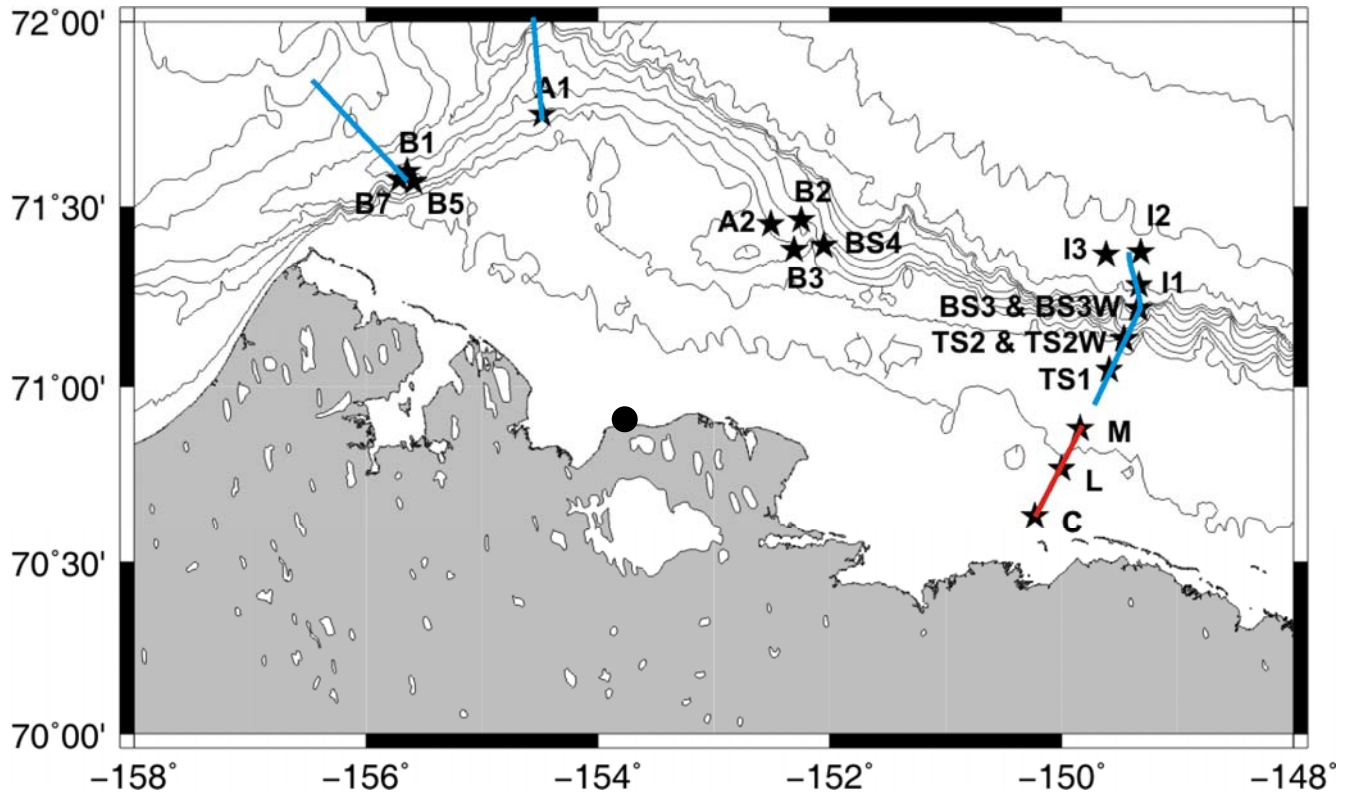 72°00'
A1
B1
B7
B5
71°30'
B2
A2
BS4
B3
I2
I3
I1
BS3 & BS3W
TS2 & TS2W
TS1
71°00'
M
L
C
70°30'
70°00'
−158°
−156°
−154°
−152°
−150°
−148°